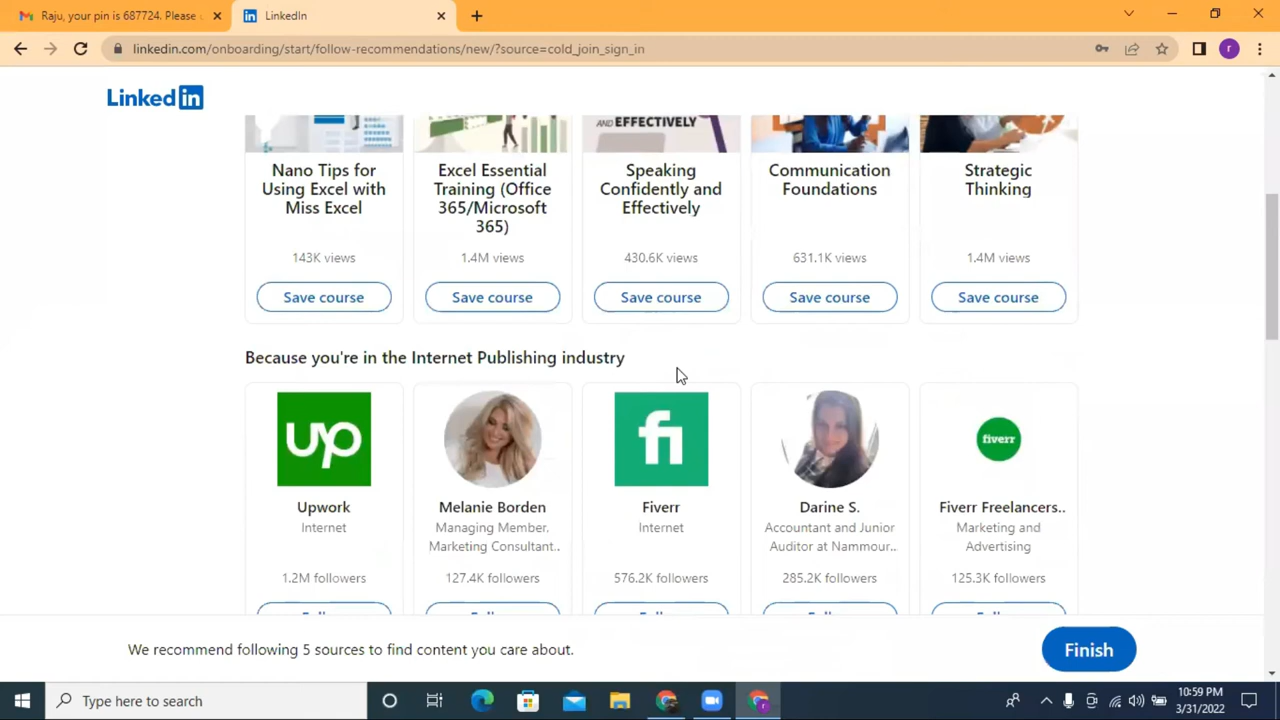 Raju, your pin is 687724. Please
LinkedIn
linkedin.com/onboarding/start/follow-recommendations/new/?source=cold_join_sign_in
r
Linked in
AND EFFECTIVELY
Nano Tips for
Using Excel with
Miss Excel
143K views
Save course
Excel Essential
Training (Office
365/Microsoft
365)
1.4M views
Save course
Speaking
Confidently and
Effectively
430.6K views
Save course
Communication
Foundations
631.1K views
Save course
Strategic
Thinking
1.4M views
Save course
Because you're in the Internet Publishing industry
up
Upwork
Internet
1.2M followers
Melanie Borden
Managing Member,
Marketing Consultant..
127.4K followers
fi
Fiverr
Internet
576.2K followers
Darine S.
Accountant and Junior
Auditor at Nammour..
285.2K followers
fiverr
Fiverr Freelancers..
Marketing and
Advertising
125.3K followers
We recommend following 5 sources to find content you care about.
Finish
Type here to search
10:59 PM
3/31/2022